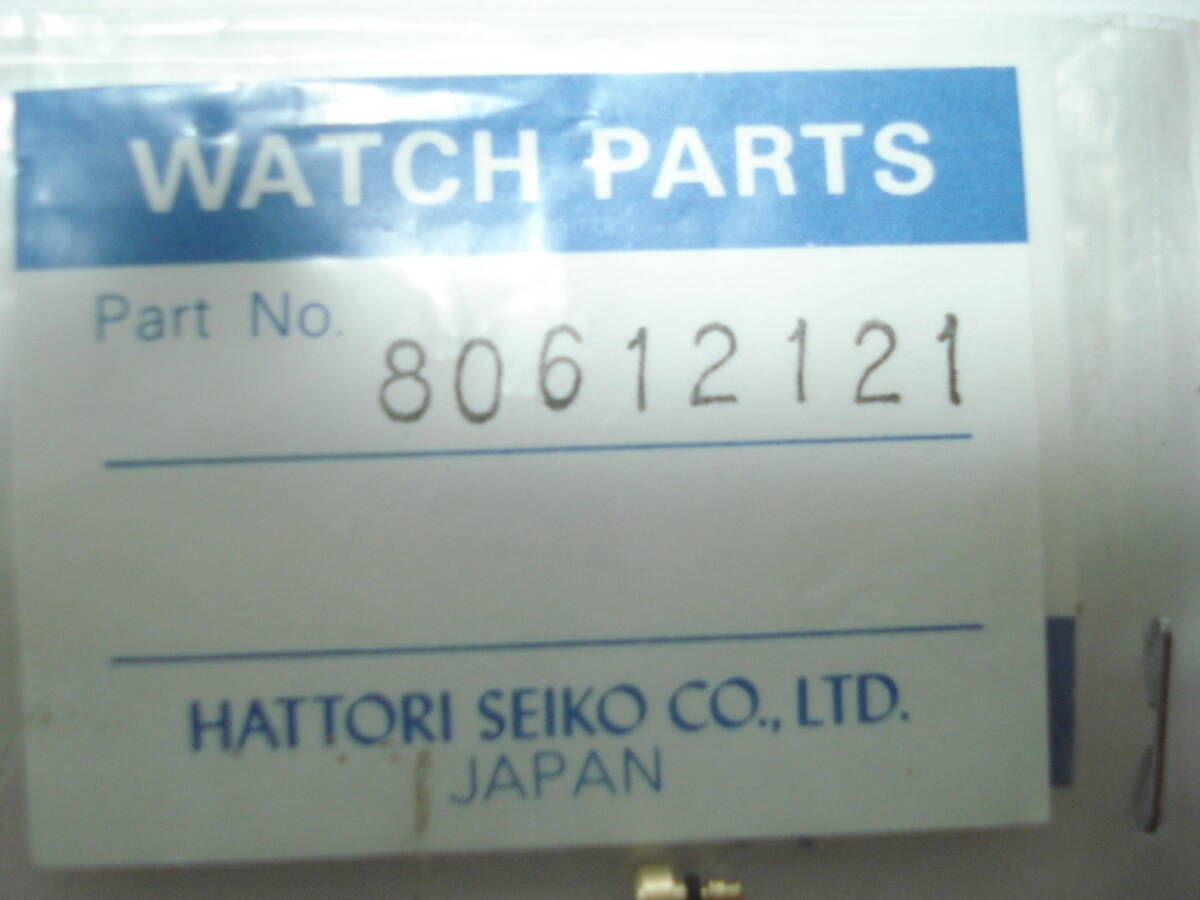 WATCH PARTS
Part No. 80612121
HATTORI SEIKO CO., LTD.
JAPAN